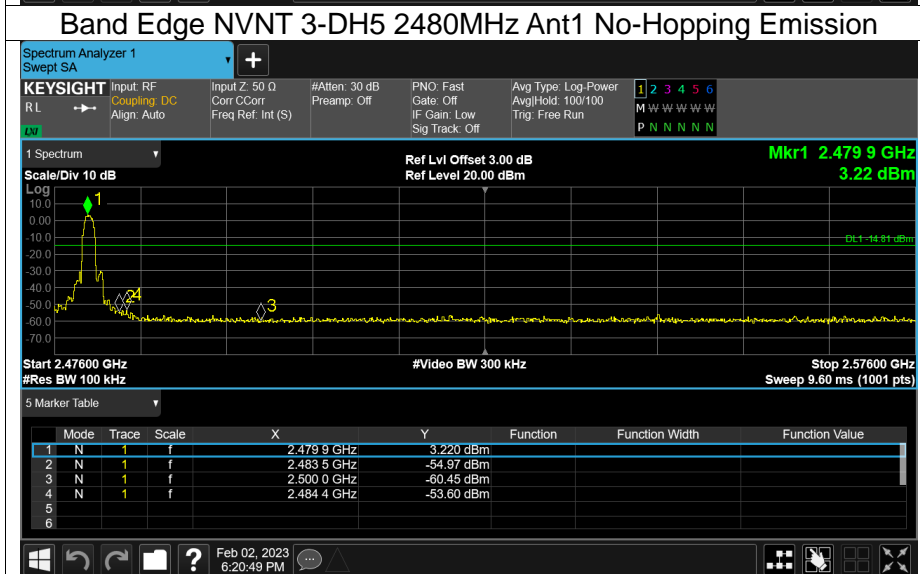 Band Edge NVNT 3-DH5 2480MHz Ant1 No-Hopping Emission
Spectrum Analyzer 1
Swept SA
+
KEYSIGHT
R L
LXI
Input: RF
Coupling: DC
Align: Auto
Input Z: 50 Ω
Corr CCorr
Freq Ref: Int (S)
#Atten: 30 dB
Preamp: Off
PNO: Fast
Gate: Off
IF Gain: Low
Sig Track: Off
Avg Type: Log-Power
Avg|Hold: 100/100
Trig: Free Run
1 2 3 4 5 6
M W W W W W
P N N N N N
1 Spectrum
Scale/Div 10 dB
Ref Lvl Offset 3.00 dB
Ref Level 20.00 dBm
Mkr1 2.479 9 GHz
3.22 dBm
Log
10.0
0.00
-10.0
-20.0
-30.0
-40.0
-50.0
-60.0
-70.0
1
2 4
3
DL1 -14.81 dBm
Start 2.47600 GHz
#Res BW 100 kHz
#Video BW 300 kHz
Stop 2.57600 GHz
Sweep 9.60 ms (1001 pts)
5 Marker Table
Mode Trace Scale X Y Function Function Width Function Value
1 N 1 f 2.479 9 GHz 3.220 dBm
2 N 1 f 2.483 5 GHz -54.97 dBm
3 N 1 f 2.500 0 GHz -60.45 dBm
4 N 1 f 2.484 4 GHz -53.60 dBm
5
6
?
Feb 02, 2023
6:20:49 PM